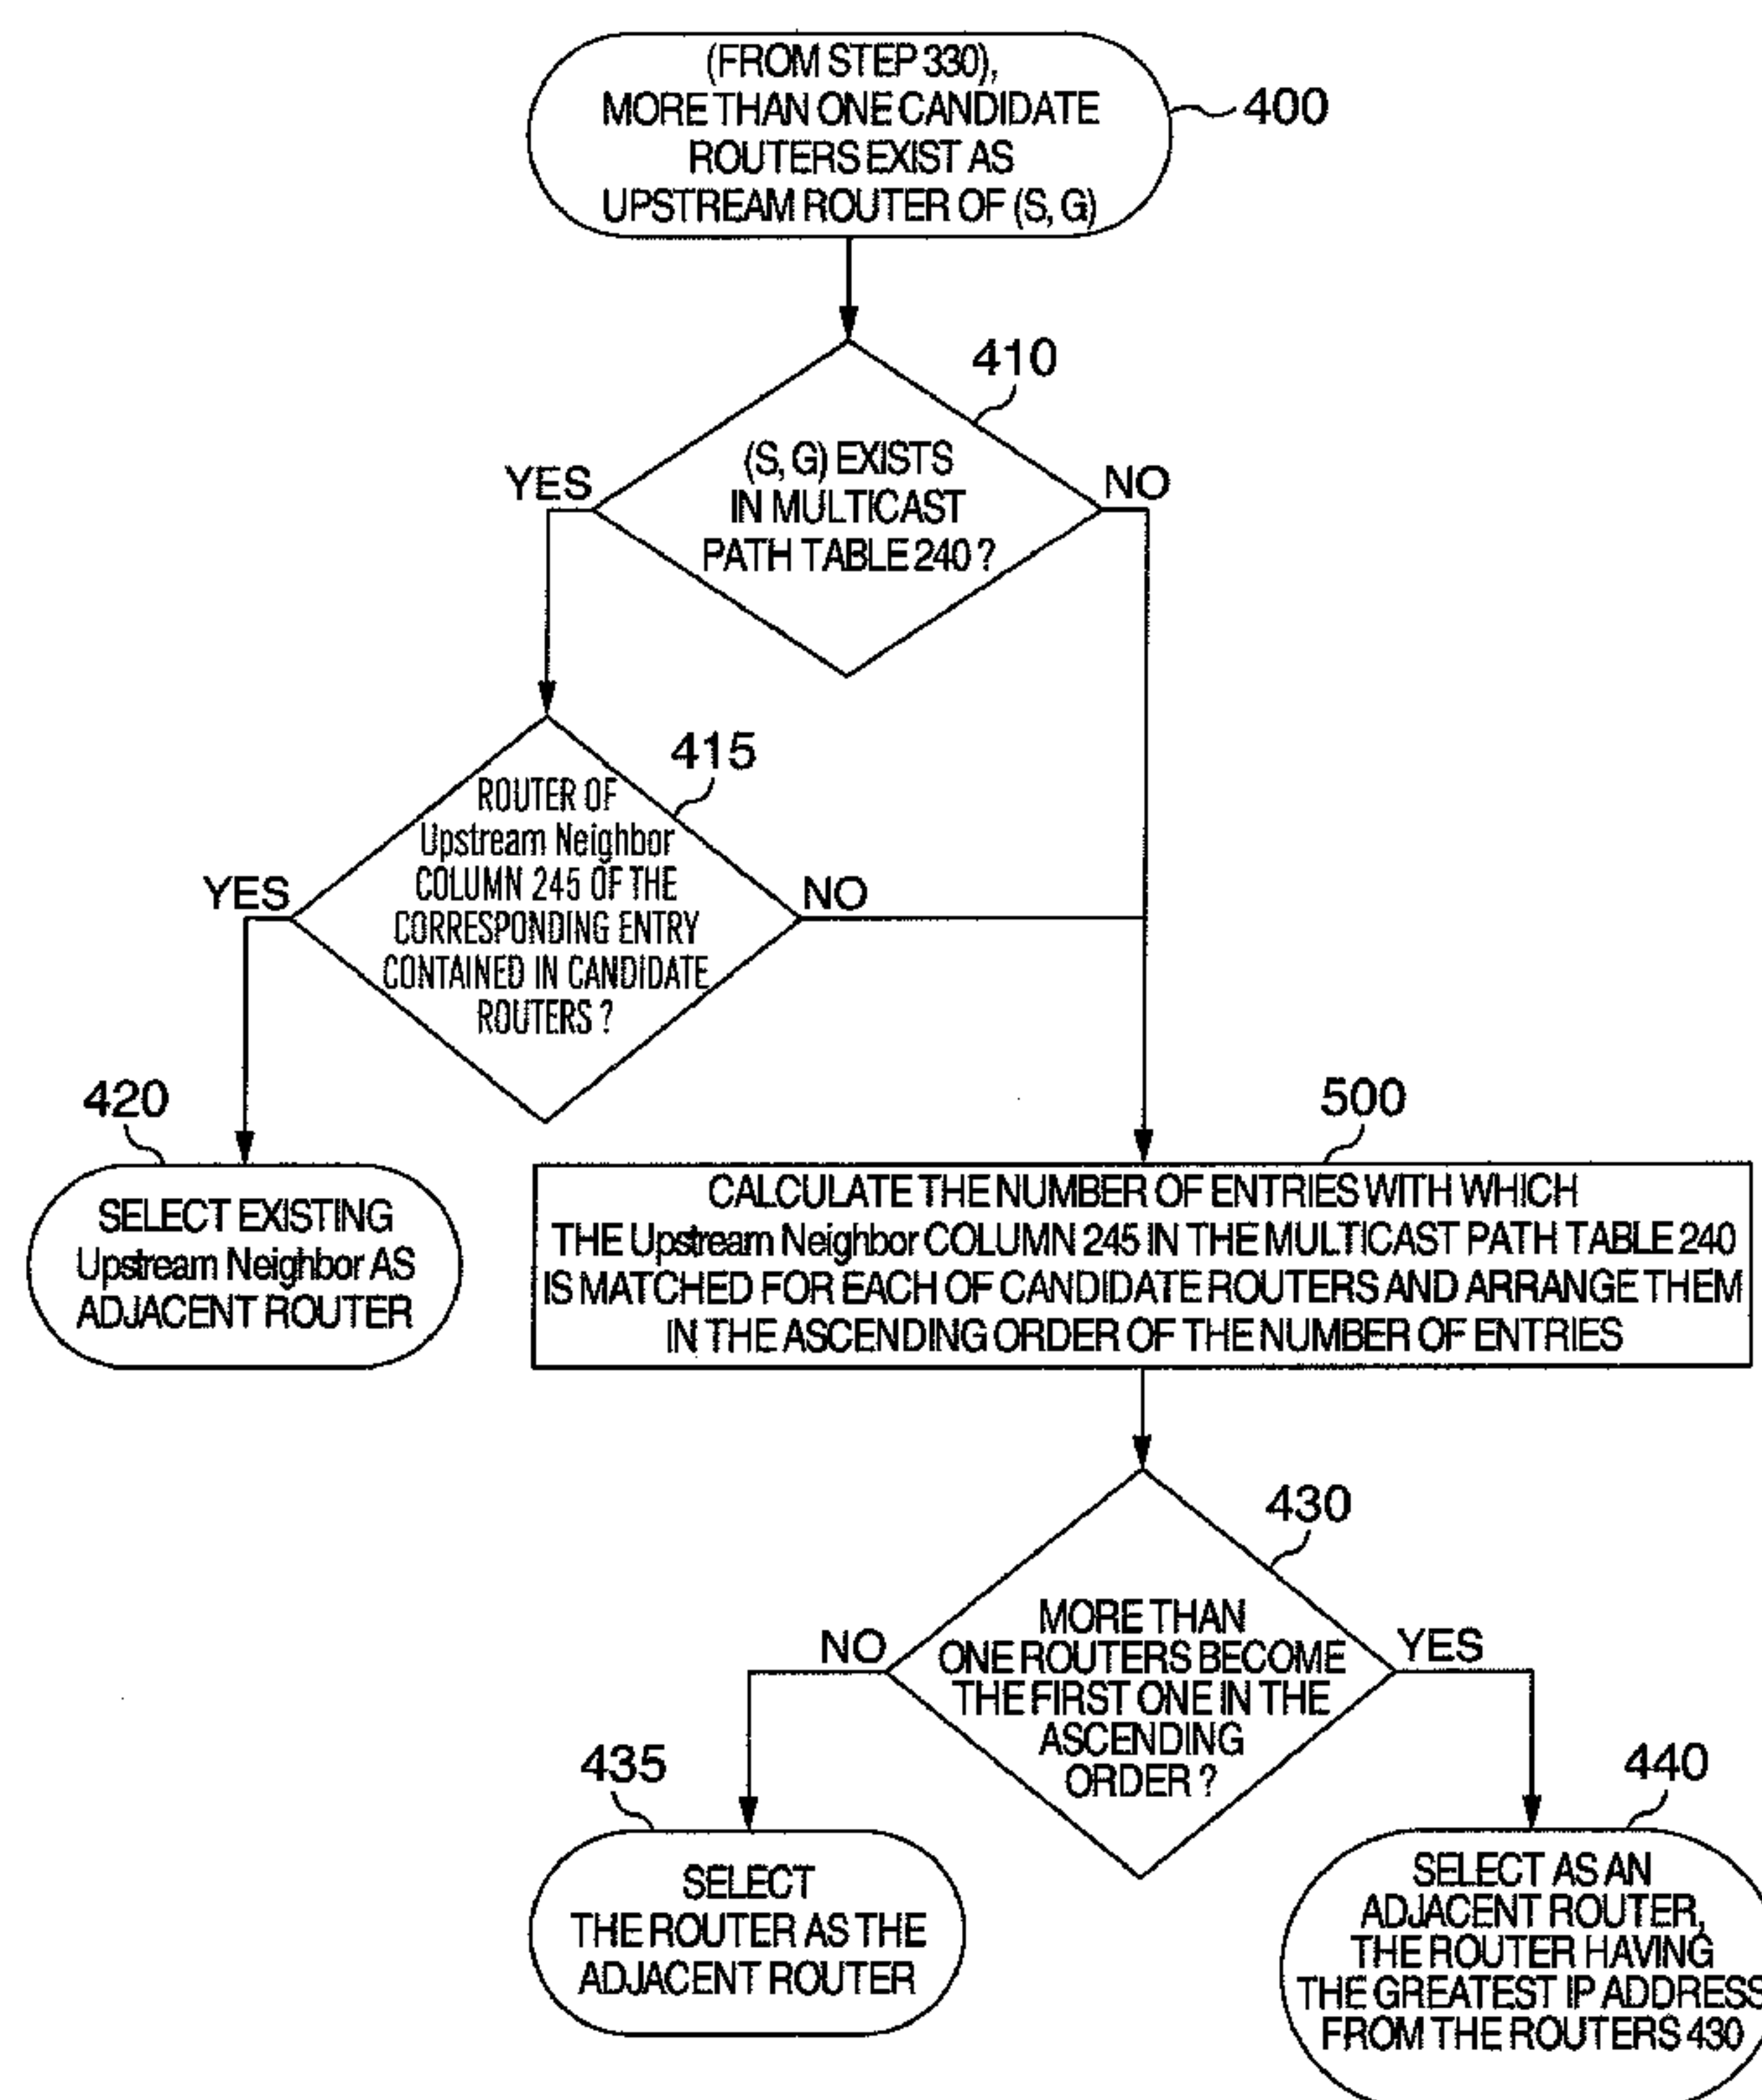 (FROM STEP 330),
MORE THAN ONE CANDIDATE
ROUTERS EXIST AS
UPSTREAM ROUTER OF (S, G)
400
410
(S, G) EXISTS
IN MULTICAST
PATH TABLE 240 ?
YES
NO
415
ROUTER OF
Upstream Neighbor
COLUMN 245 OF THE
CORRESPONDING ENTRY
CONTAINED IN CANDIDATE
ROUTERS ?
YES
NO
420
SELECT EXISTING
Upstream Neighbor AS
ADJACENT ROUTER
500
CALCULATE THE NUMBER OF ENTRIES WITH WHICH
THE Upstream Neighbor COLUMN 245 IN THE MULTICAST PATH TABLE 240
IS MATCHED FOR EACH OF CANDIDATE ROUTERS AND ARRANGE THEM
IN THE ASCENDING ORDER OF THE NUMBER OF ENTRIES
430
MORE THAN
ONE ROUTERS BECOME
THE FIRST ONE IN THE
ASCENDING
ORDER ?
NO
YES
435
SELECT
THE ROUTER AS THE
ADJACENT ROUTER
440
SELECT AS AN
ADJACENT ROUTER,
THE ROUTER HAVING
THE GREATEST IP ADDRESS
FROM THE ROUTERS 430